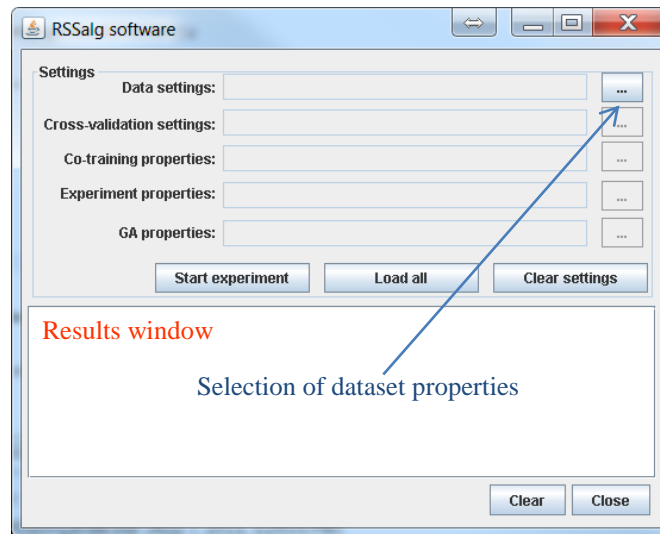 RSSalg software
Settings
Data settings: ...
Cross-validation settings: ...
Co-training properties: ...
Experiment properties: ...
GA properties: ...
Start experiment Load all Clear settings
Results window
Selection of dataset properties
Clear Close